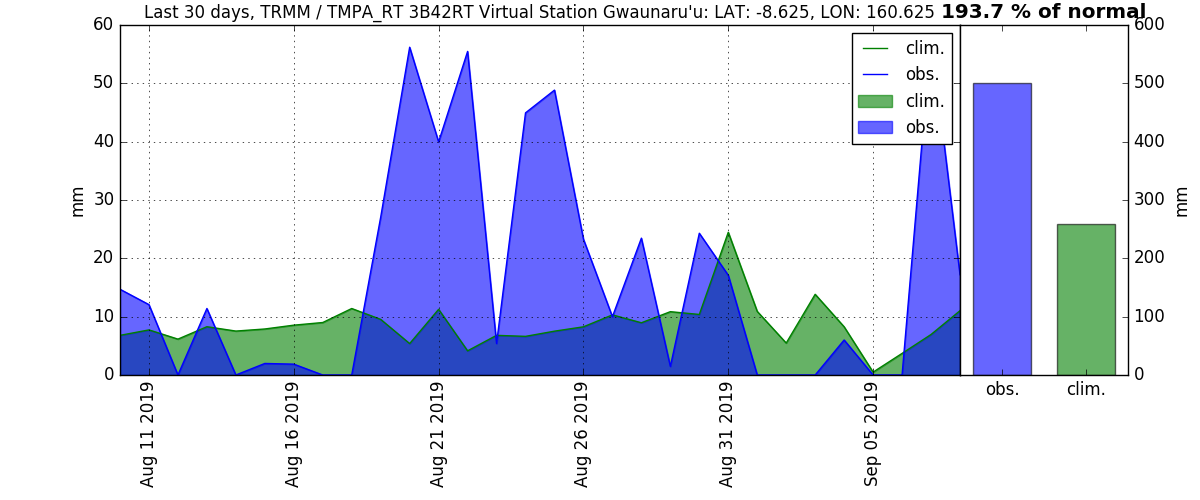 Last 30 days, TRMM / TMPA_RT 3B42RT Virtual Station Gwaunaru'u: LAT: -8.625, LON: 160.625 193.7 % of normal
60
50
40
30
20
10
0
mm
Aug 11 2019
Aug 16 2019
Aug 21 2019
Aug 26 2019
Aug 31 2019
Sep 05 2019
clim.
obs.
clim.
obs.
600
500
400
300
200
100
0
mm
obs.
clim.